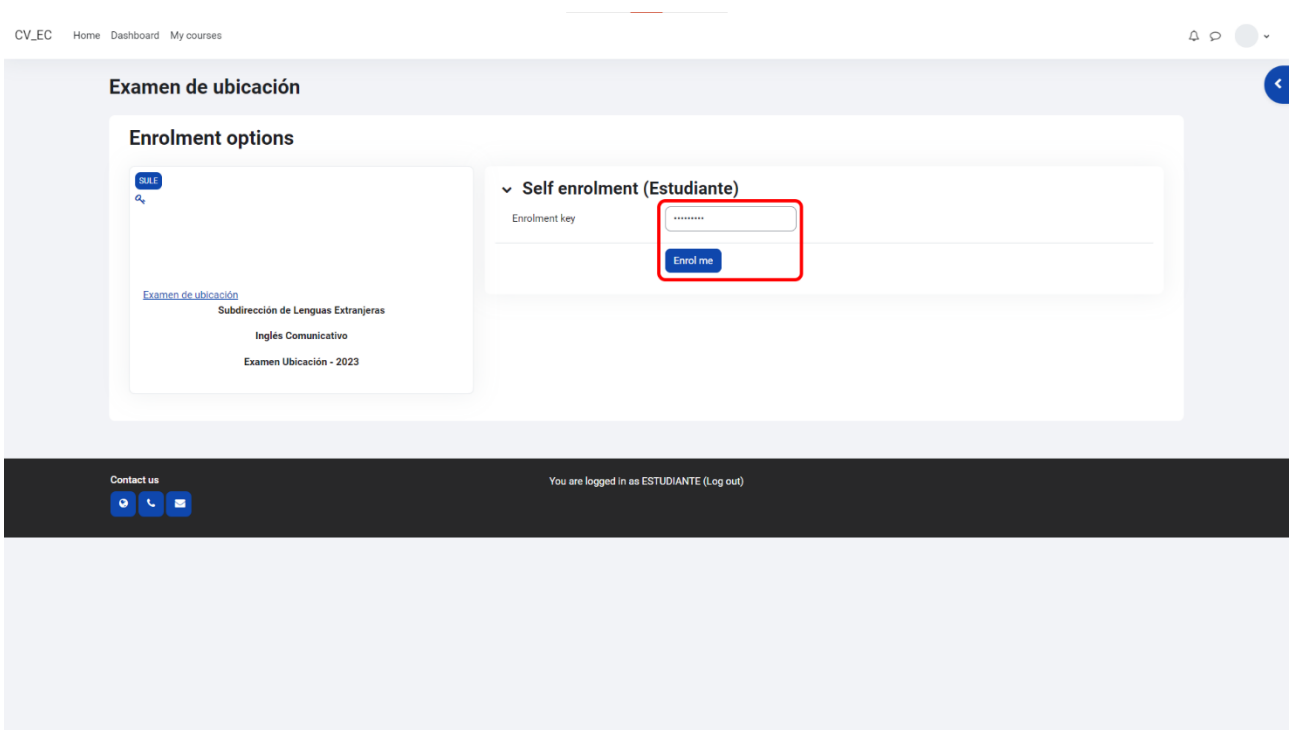 CV_EC Home Dashboard My courses
Examen de ubicación
Enrolment options
SULE
Examen de ubicación
Subdirección de Lenguas Extranjeras
Inglés Comunicativo
Examen Ubicación - 2023
Self enrolment (Estudiante)
Enrolment key •••••••••
Enrol me
Contact us
You are logged in as ESTUDIANTE (Log out)